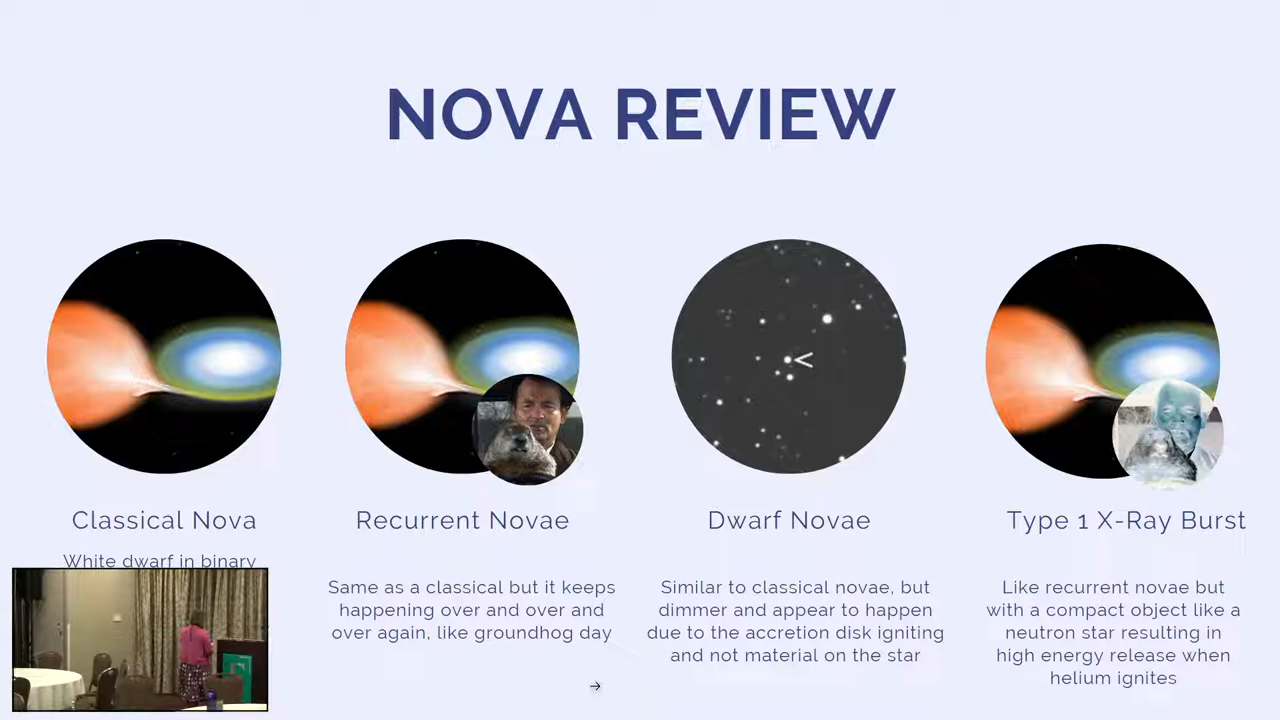 NOVA REVIEW
Classical Nova
White dwarf in binary
Recurrent Novae
Same as a classical but it keeps
happening over and over and
over again, like groundhog day
Dwarf Novae
Similar to classical novae, but
dimmer and appear to happen
due to the accretion disk igniting
and not material on the star
Type 1 X-Ray Burst
Like recurrent novae but
with a compact object like a
neutron star resulting in
high energy release when
helium ignites